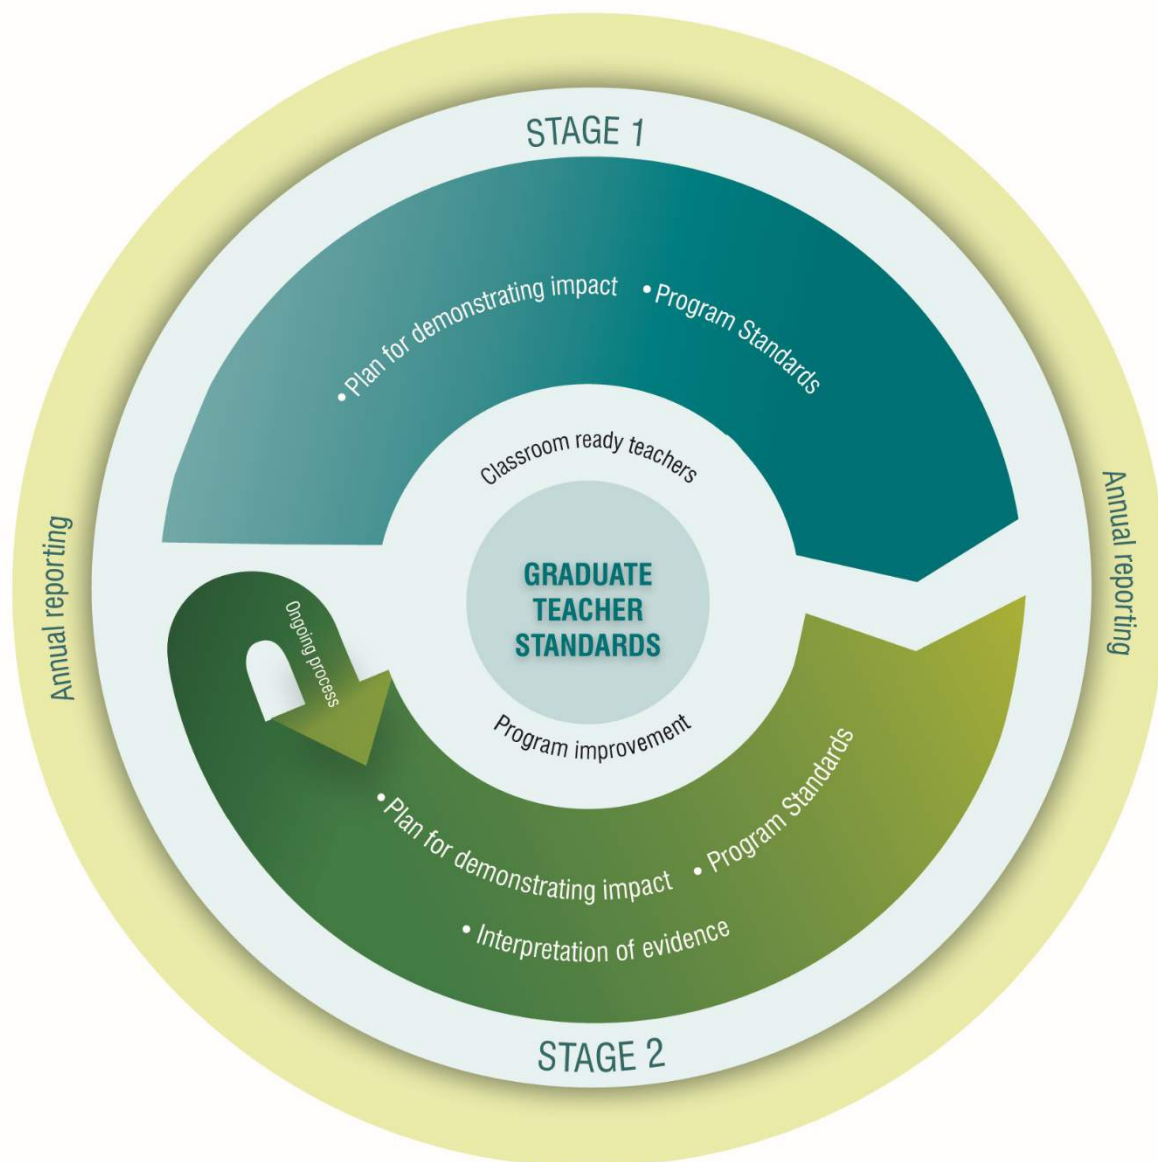 STAGE 1
• Plan for demonstrating impact
• Program Standards
Classroom ready teachers
Annual reporting
Annual reporting
GRADUATE
TEACHER
STANDARDS
Ongoing process
Program improvement
• Plan for demonstrating impact
• Program Standards
• Interpretation of evidence
STAGE 2